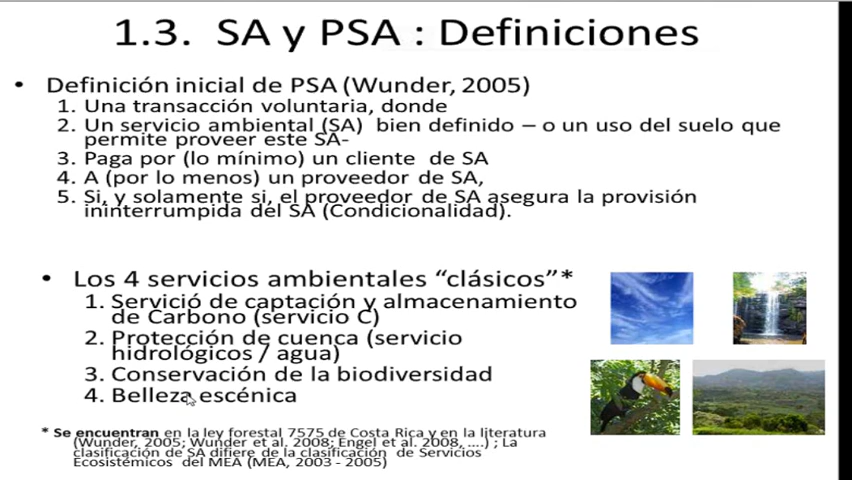 1.3. SA y PSA : Definiciones
• Definición inicial de PSA (Wunder, 2005)
1. Una transacción voluntaria, donde
2. Un servicio ambiental (SA) bien definido – o un uso del suelo que
permite proveer este SA-
3. Paga por (lo mínimo) un cliente de SA
4. A (por lo menos) un proveedor de SA,
5. Si, y solamente si, el proveedor de SA asegura la provisión
ininterrumpida del SA (Condicionalidad).
• Los 4 servicios ambientales “clásicos”*
1. Servició de captación y almacenamiento
de Carbono (servicio C)
2. Protección de cuenca (servicio
hidrológicos / agua)
3. Conservación de la biodiversidad
4. Belleza escénica
* Se encuentran en la ley forestal 7575 de Costa Rica y en la literatura
(Wunder, 2005; Wunder et al. 2008; Engel et al. 2008, ....) ; La
clasificación de SA difiere de la clasificación de Servicios
Ecosistémicos del MEA (MEA, 2003 - 2005)